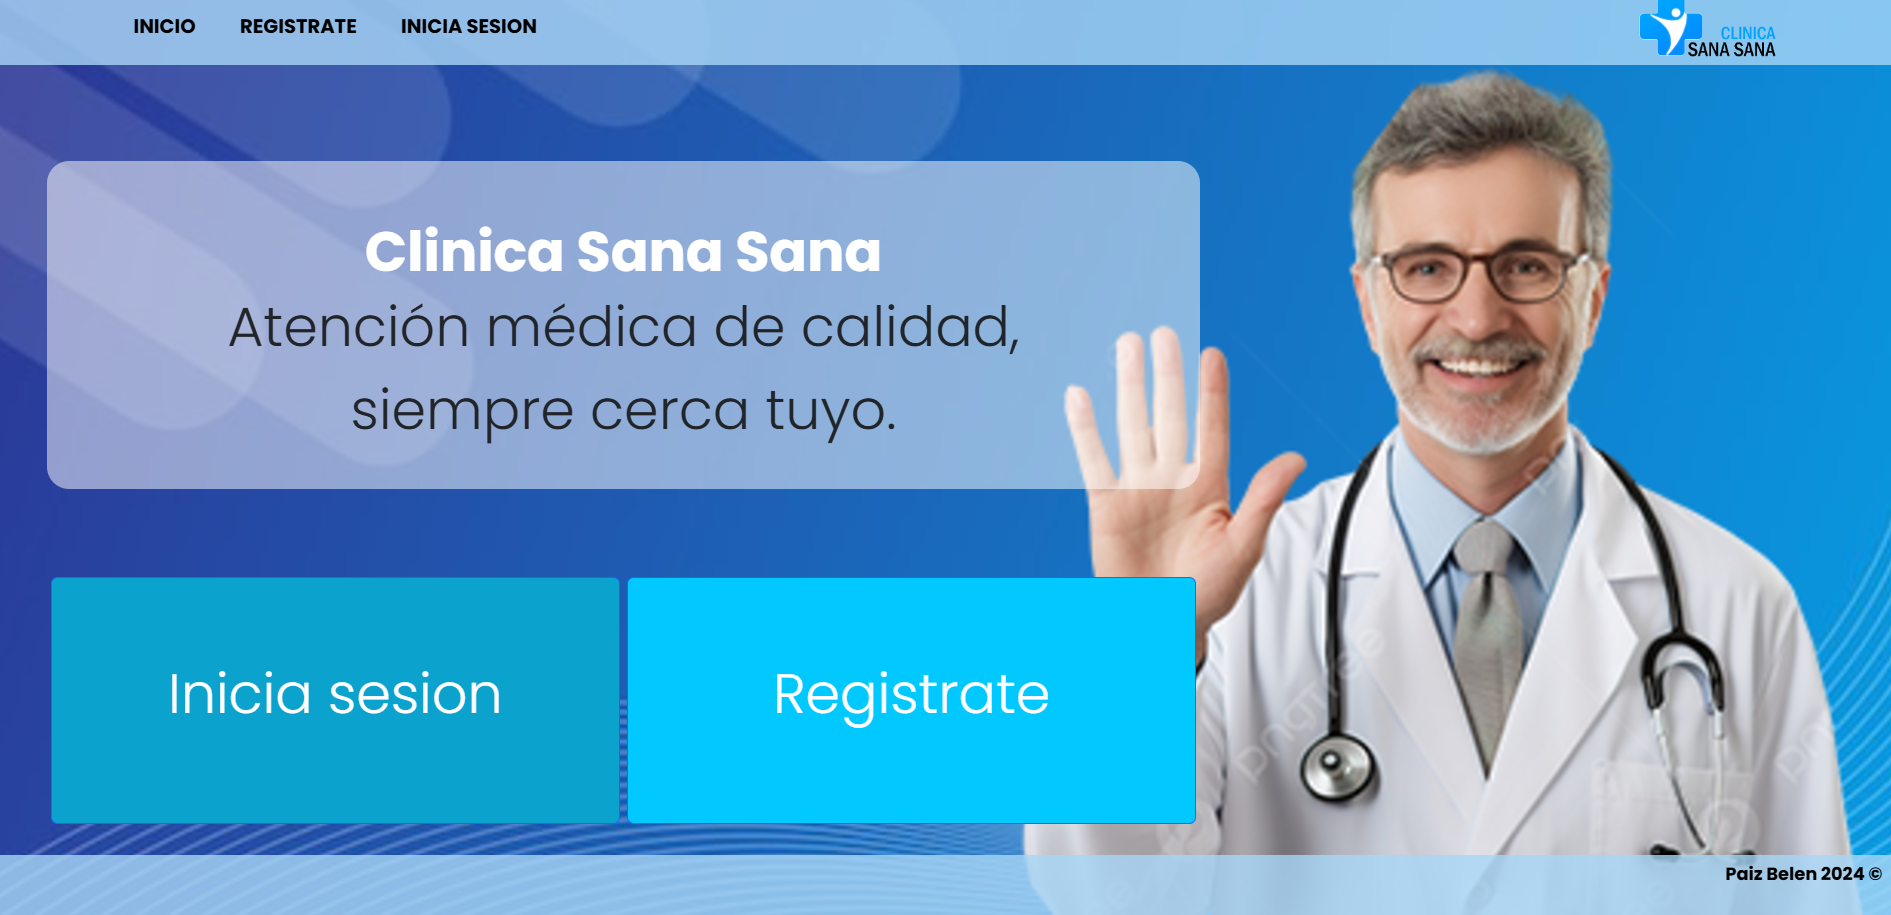 INICIO REGISTRATE INICIA SESION
CLINICA
SANA SANA
Clinica Sana Sana
Atención médica de calidad,
siempre cerca tuyo.
Inicia sesion
Registrate
pngtree
Paiz Belen 2024 ©